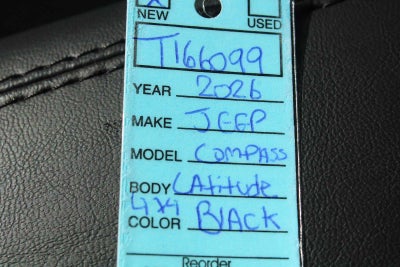 NEW USED
T166099
YEAR 2026
MAKE JEEP
MODEL COMPASS
BODY LAtitude
4x4
COLOR BlACK
Reorder